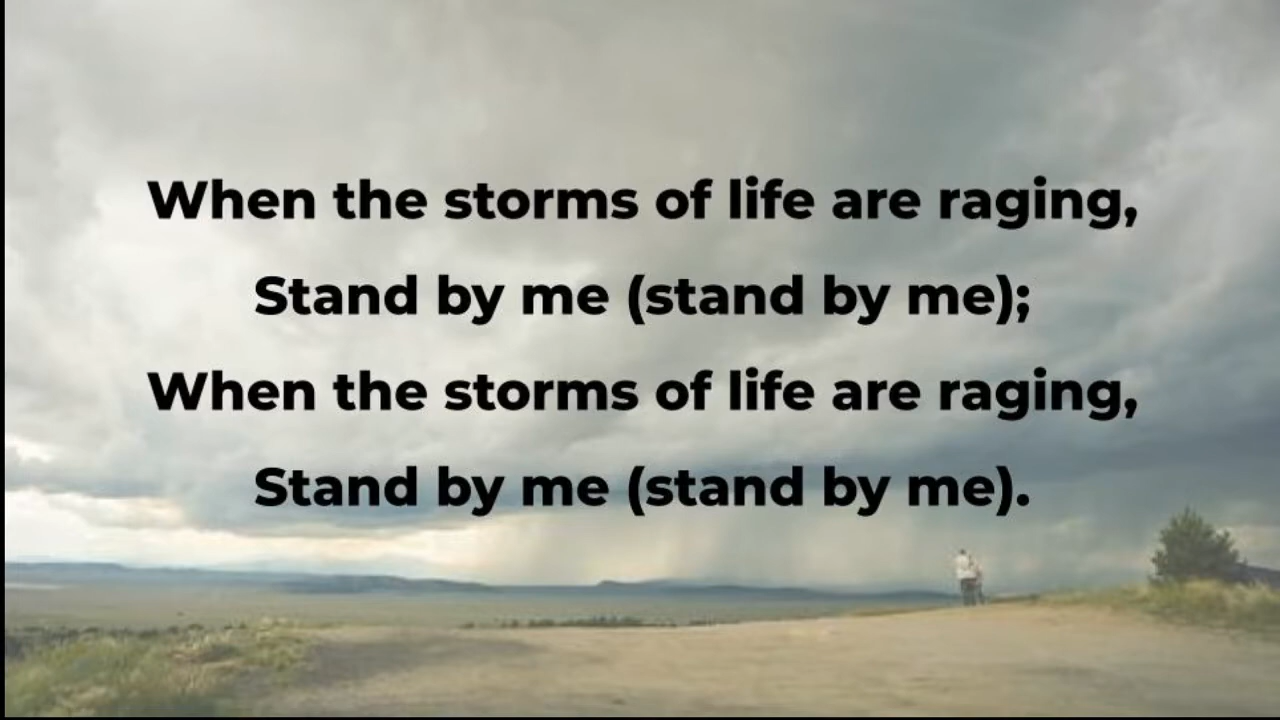 When the storms of life are raging,
Stand by me (stand by me);
When the storms of life are raging,
Stand by me (stand by me).